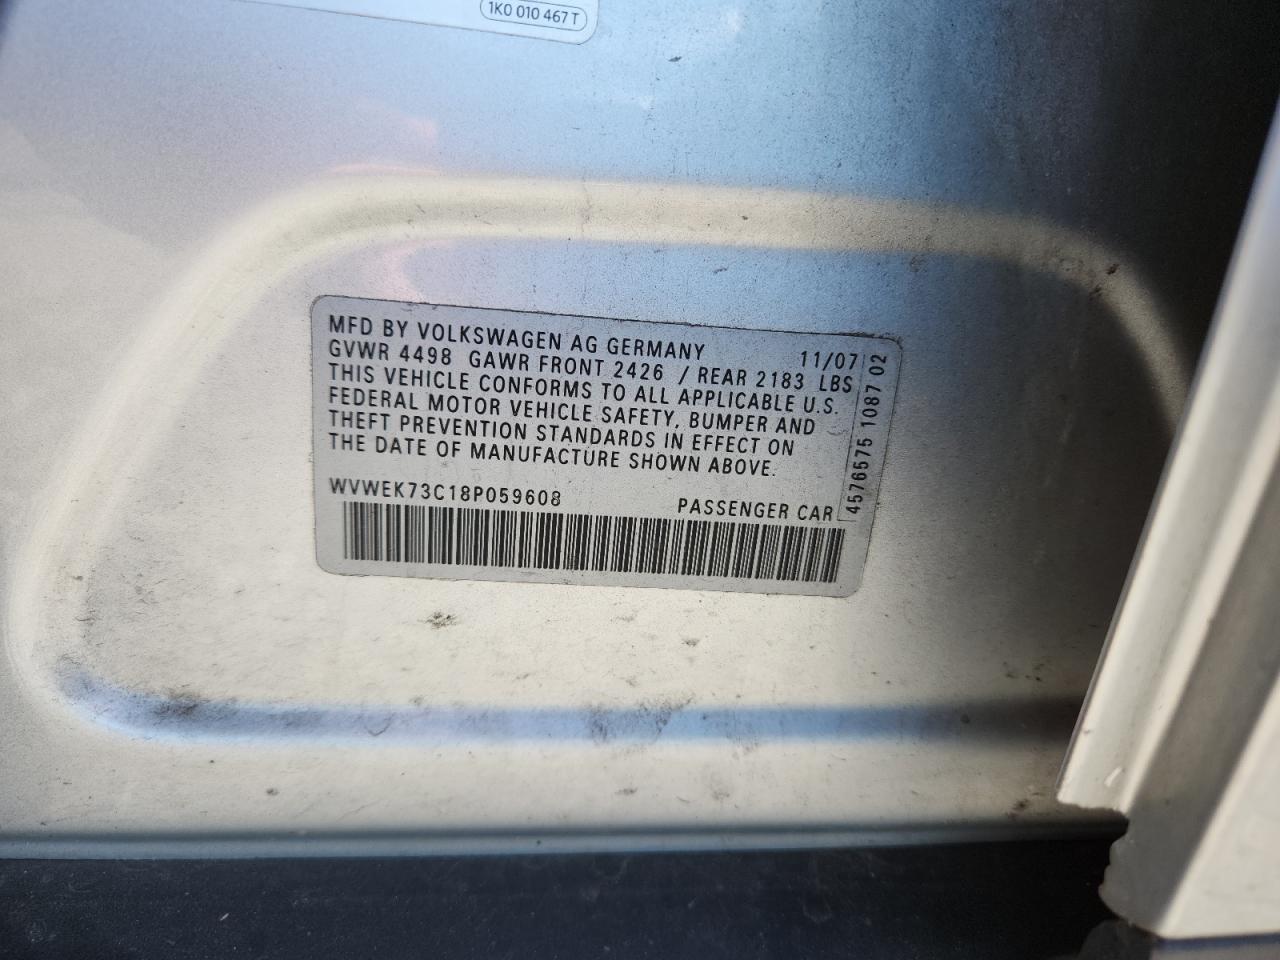 1K0 010 467 T
MFD BY VOLKSWAGEN AG GERMANY 11/07
GVWR 4498 GAWR FRONT 2426 / REAR 2183 LBS
THIS VEHICLE CONFORMS TO ALL APPLICABLE U.S.
FEDERAL MOTOR VEHICLE SAFETY, BUMPER AND
THEFT PREVENTION STANDARDS IN EFFECT ON
THE DATE OF MANUFACTURE SHOWN ABOVE.
WVWEK73C18P059608 PASSENGER CAR
4576575 1087 02